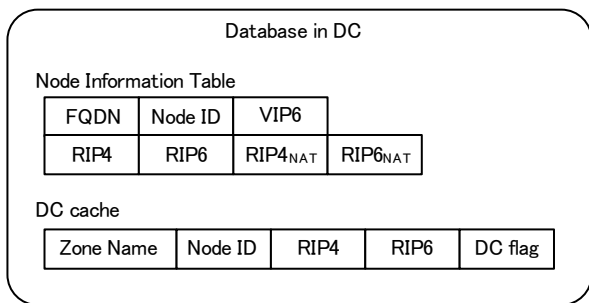 Database in DC
Node Information Table
FQDN Node ID VIP6
RIP4 RIP6 RIP4NAT RIP6NAT
DC cache
Zone Name Node ID RIP4 RIP6 DC flag